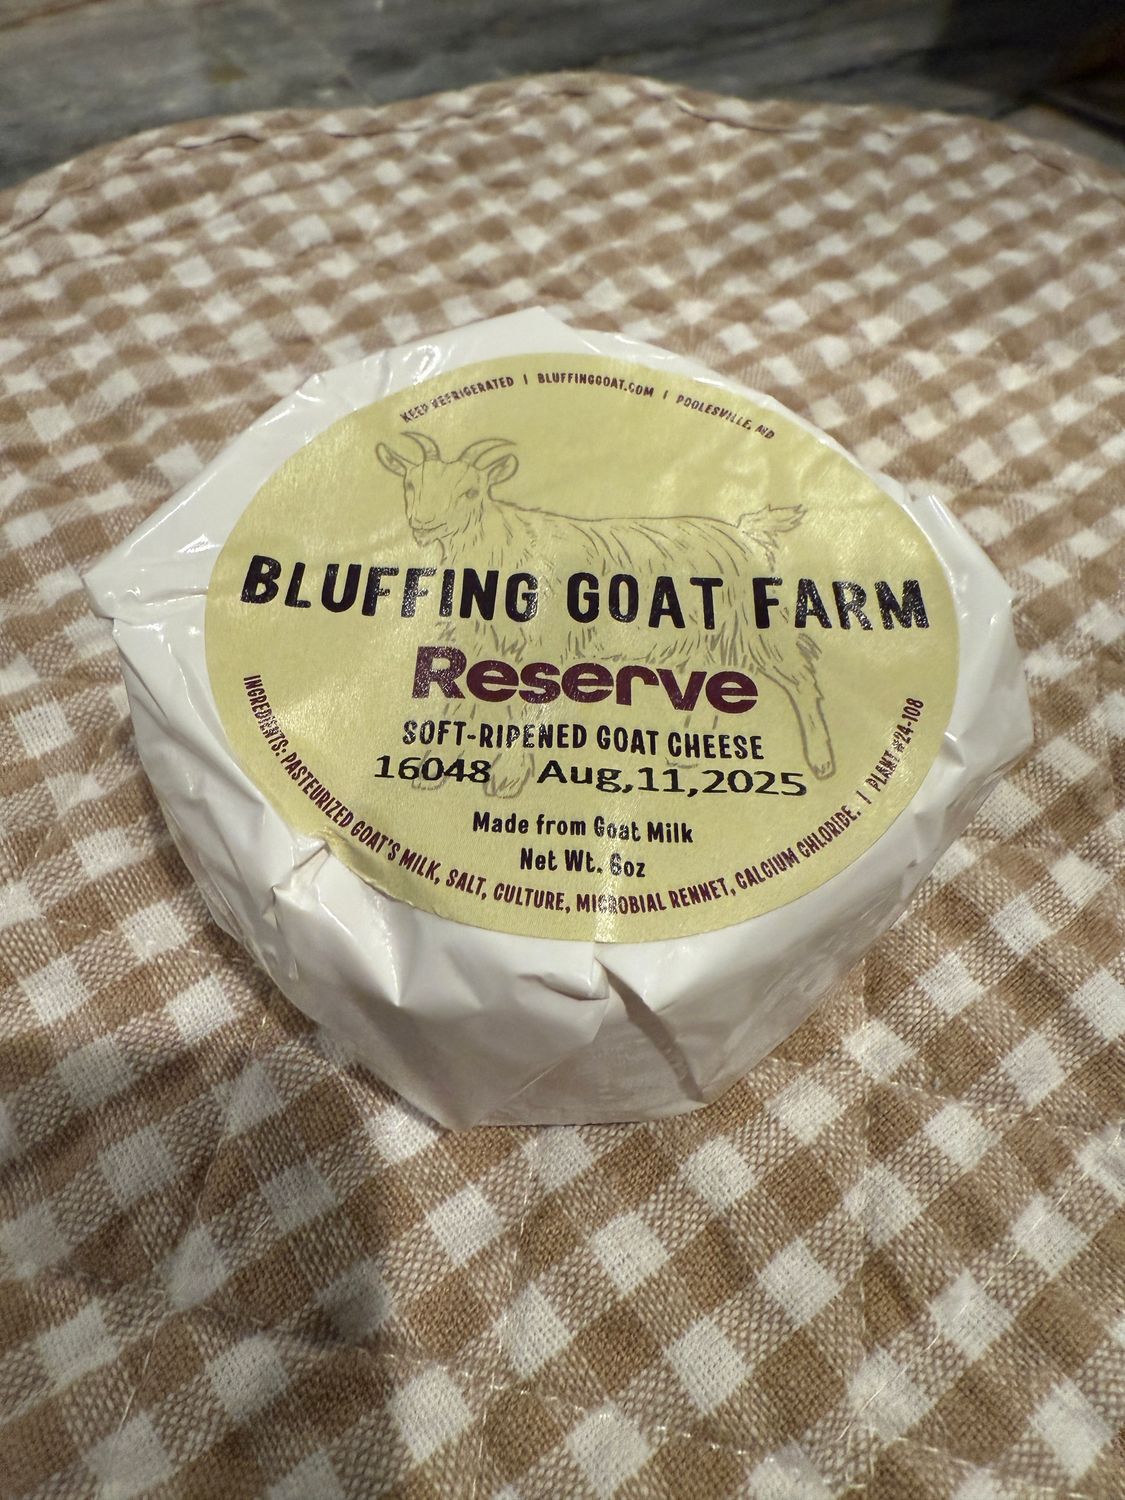 KEEP REFRIGERATED | BLUFFINGGOAT.COM | POOLESVILLE, MD
BLUFFING GOAT FARM
Reserve
SOFT-RIPENED GOAT CHEESE
16048 Aug,11,2025
Made from Goat Milk
Net Wt. 6oz
INGREDIENTS: PASTEURIZED GOAT'S MILK, SALT, CULTURE, MICROBIAL RENNET, CALCIUM CHLORIDE. | PLANT #24-108